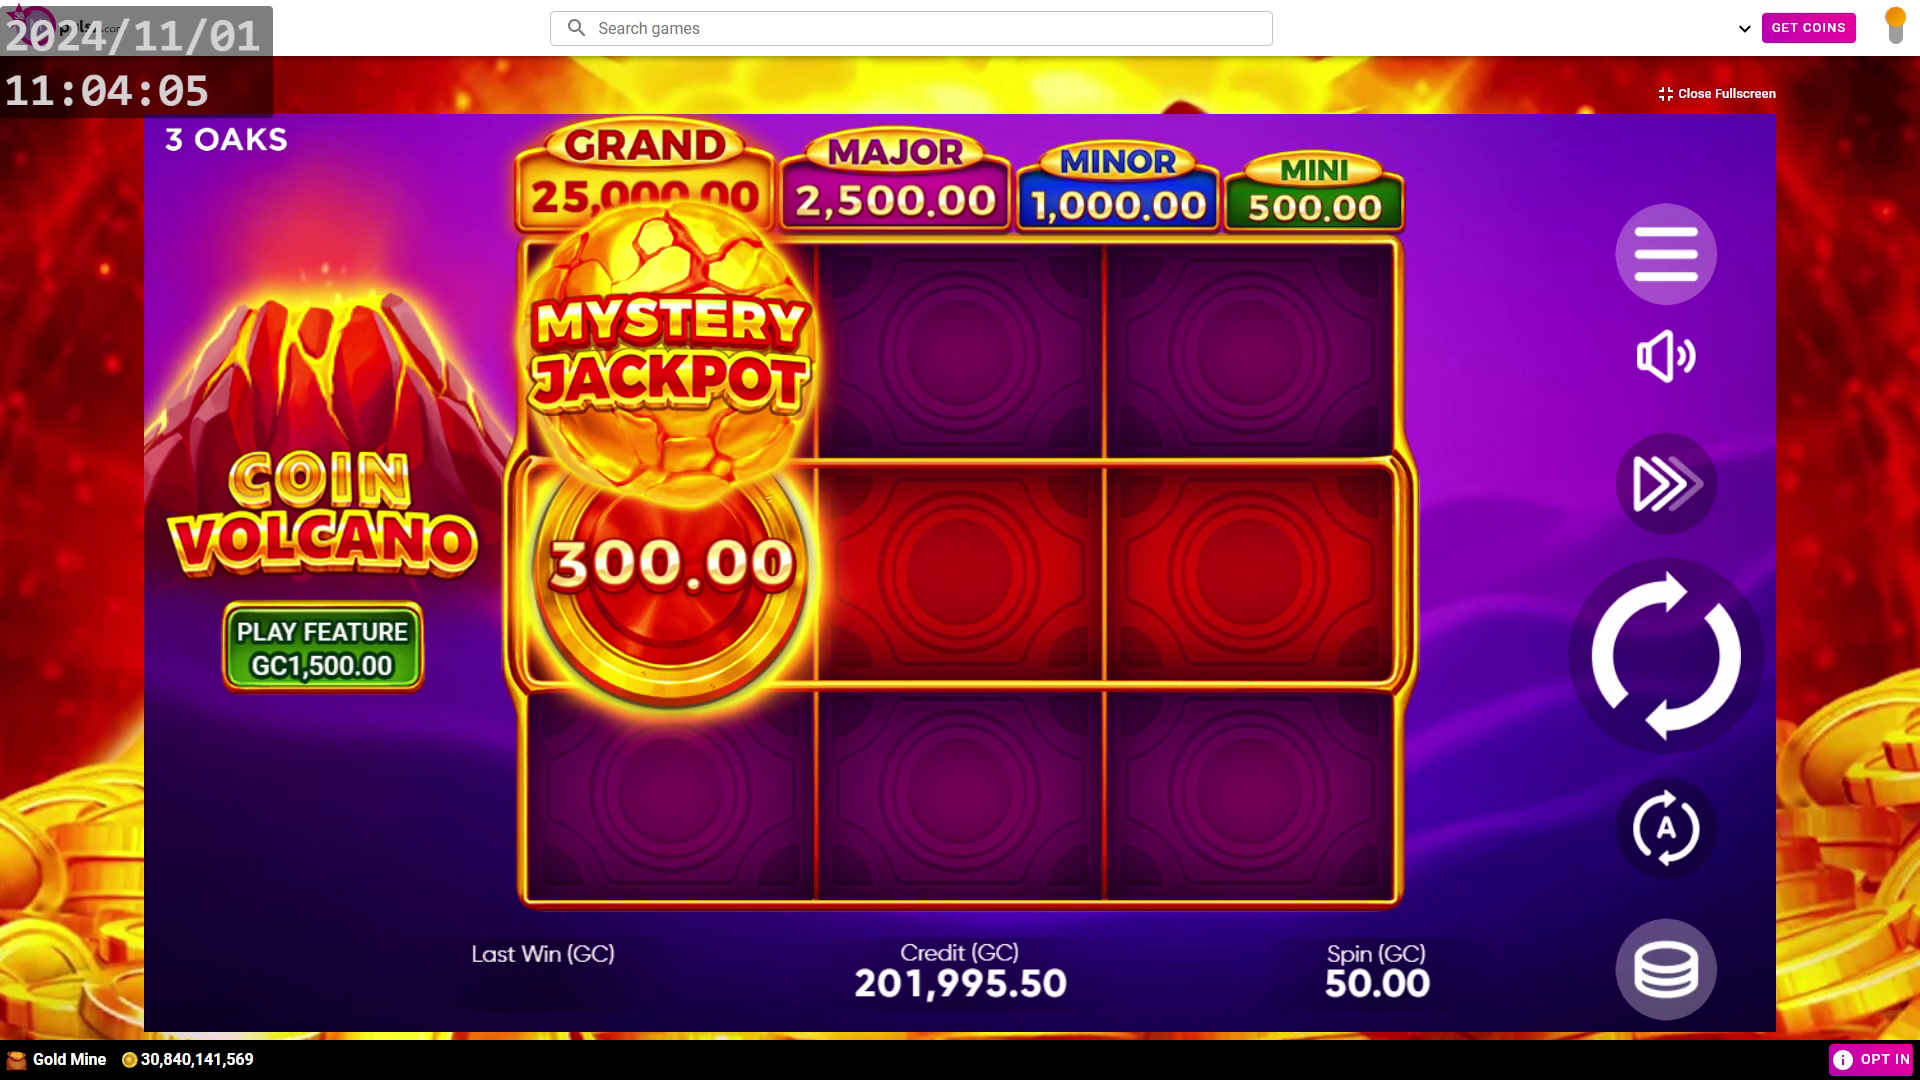 2024/11/01
11:04:05
Search games
GET COINS
Close Fullscreen
3 OAKS
GRAND
25,000.00
MAJOR
2,500.00
MINOR
1,000.00
MINI
500.00
MYSTERY
JACKPOT
COIN
VOLCANO
300.00
PLAY FEATURE
GC1,500.00
A
Last Win (GC)
Credit (GC)
201,995.50
Spin (GC)
50.00
Gold Mine
30,840,141,569
OPT IN